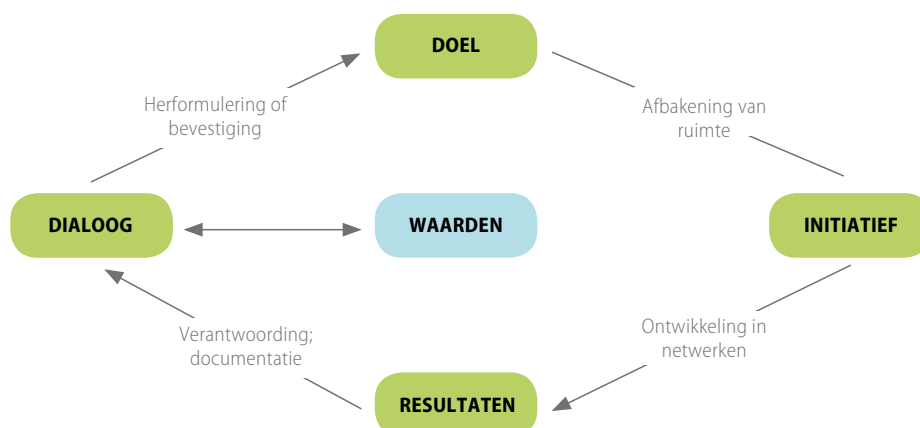 DOEL
Herformulering of
bevestiging
Afbakening van
ruimte
DIALOOG
WAARDEN
INITIATIEF
Verantwoording;
documentatie
Ontwikkeling in
netwerken
RESULTATEN